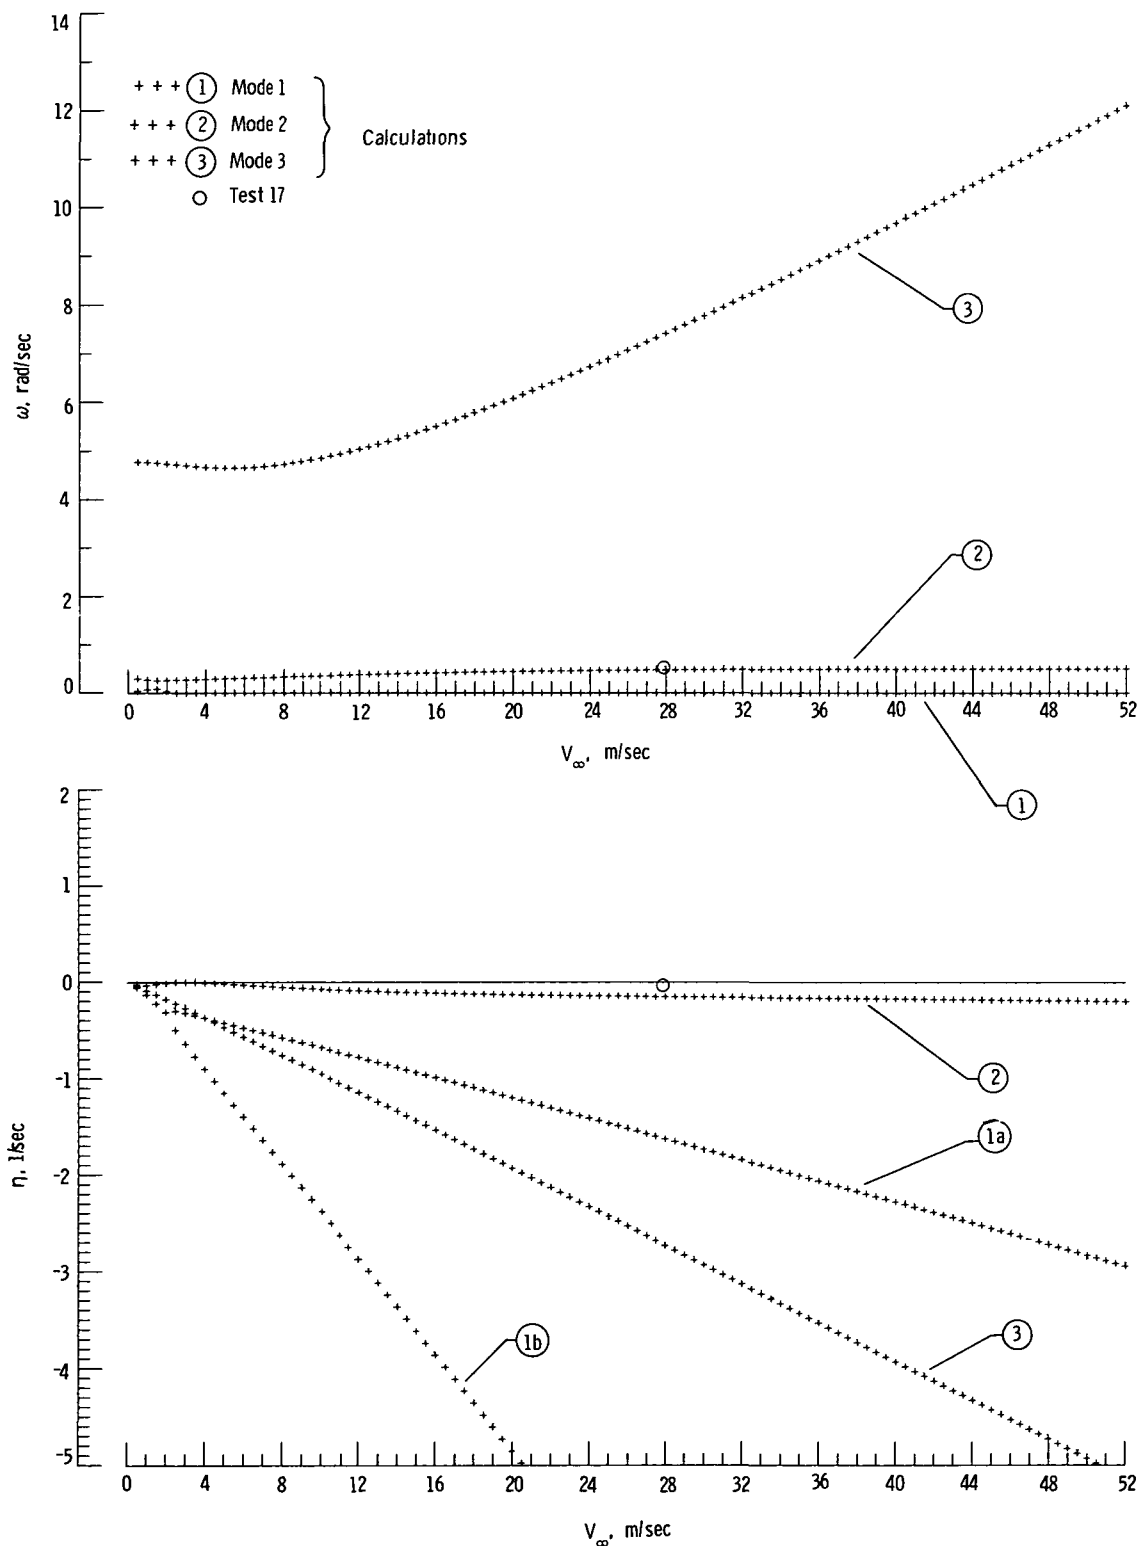 14
12
10
8
6
4
2
0
ω, rad/sec
+ + + ① Mode 1
+ + + ② Mode 2
+ + + ③ Mode 3
○ Test 17
Calculations
③
②
0 4 8 12 16 20 24 28 32 36 40 44 48 52
V∞, m/sec
①
2
1
0
-1
-2
-3
-4
-5
η, 1/sec
②
1a
③
1b
0 4 8 12 16 20 24 28 32 36 40 44 48 52
V∞, m/sec